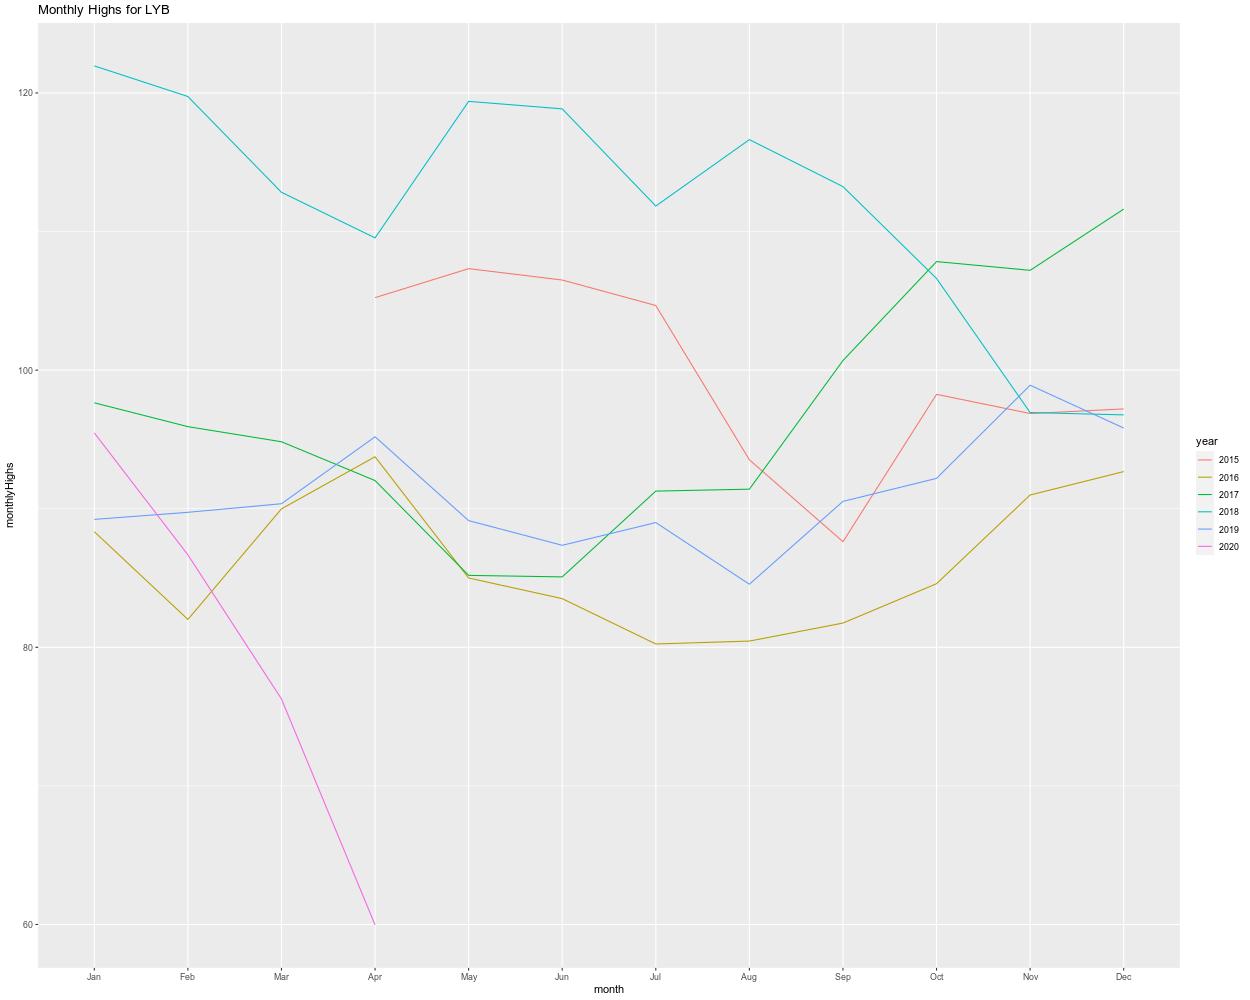 Monthly Highs for LYB
120
100
80
60
monthlyHighs
Jan Feb Mar Apr May Jun Jul Aug Sep Oct Nov Dec
month
year
2015
2016
2017
2018
2019
2020